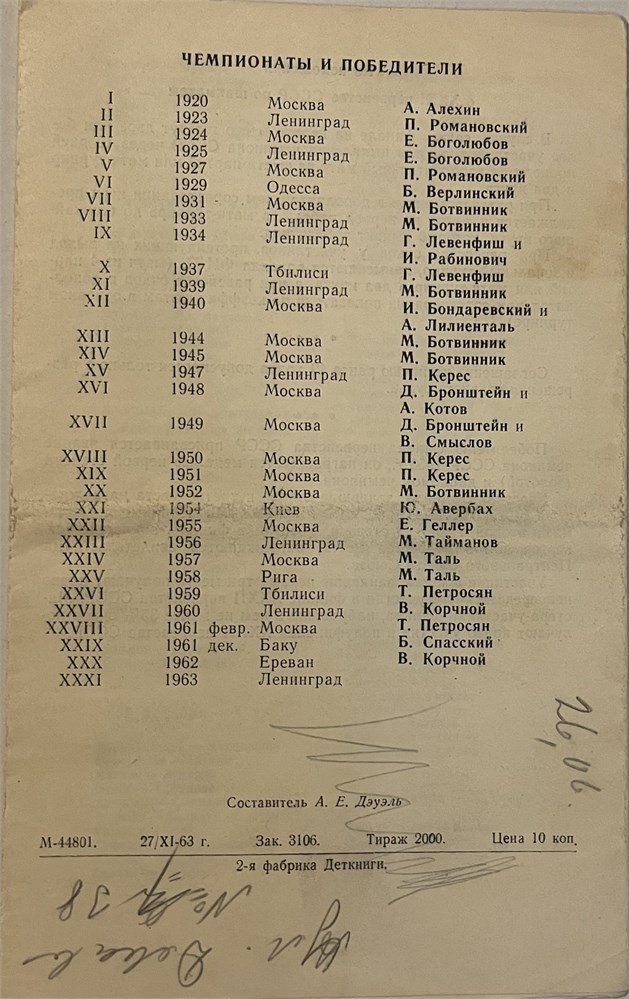 ЧЕМПИОНАТЫ И ПОБЕДИТЕЛИ
I 1920 Москва А. Алехин
II 1923 Ленинград П. Романовский
III 1924 Москва Е. Боголюбов
IV 1925 Ленинград Е. Боголюбов
V 1927 Москва П. Романовский
VI 1929 Одесса Б. Верлинский
VII 1931 Москва М. Ботвинник
VIII 1933 Ленинград М. Ботвинник
IX 1934 Ленинград Г. Левенфиш и
И. Рабинович
X 1937 Тбилиси Г. Левенфиш
XI 1939 Ленинград М. Ботвинник
XII 1940 Москва И. Бондаревский и
А. Лилиенталь
XIII 1944 Москва М. Ботвинник
XIV 1945 Москва М. Ботвинник
XV 1947 Ленинград П. Керес
XVI 1948 Москва Д. Бронштейн и
А. Котов
XVII 1949 Москва Д. Бронштейн и
В. Смыслов
XVIII 1950 Москва П. Керес
XIX 1951 Москва П. Керес
XX 1952 Москва М. Ботвинник
XXI 1954 Киев Ю. Авербах
XXII 1955 Москва Е. Геллер
XXIII 1956 Ленинград М. Тайманов
XXIV 1957 Москва М. Таль
XXV 1958 Рига М. Таль
XXVI 1959 Тбилиси Т. Петросян
XXVII 1960 Ленинград В. Корчной
XXVIII 1961 февр. Москва Т. Петросян
XXIX 1961 дек. Баку Б. Спасский
XXX 1962 Ереван В. Корчной
XXXI 1963 Ленинград
26,06
Составитель А. Е. Дэуэль
М-44801. 27/XI-63 г. Зак. 3106. Тираж 2000. Цена 10 коп.
2-я фабрика Деткниги.
38